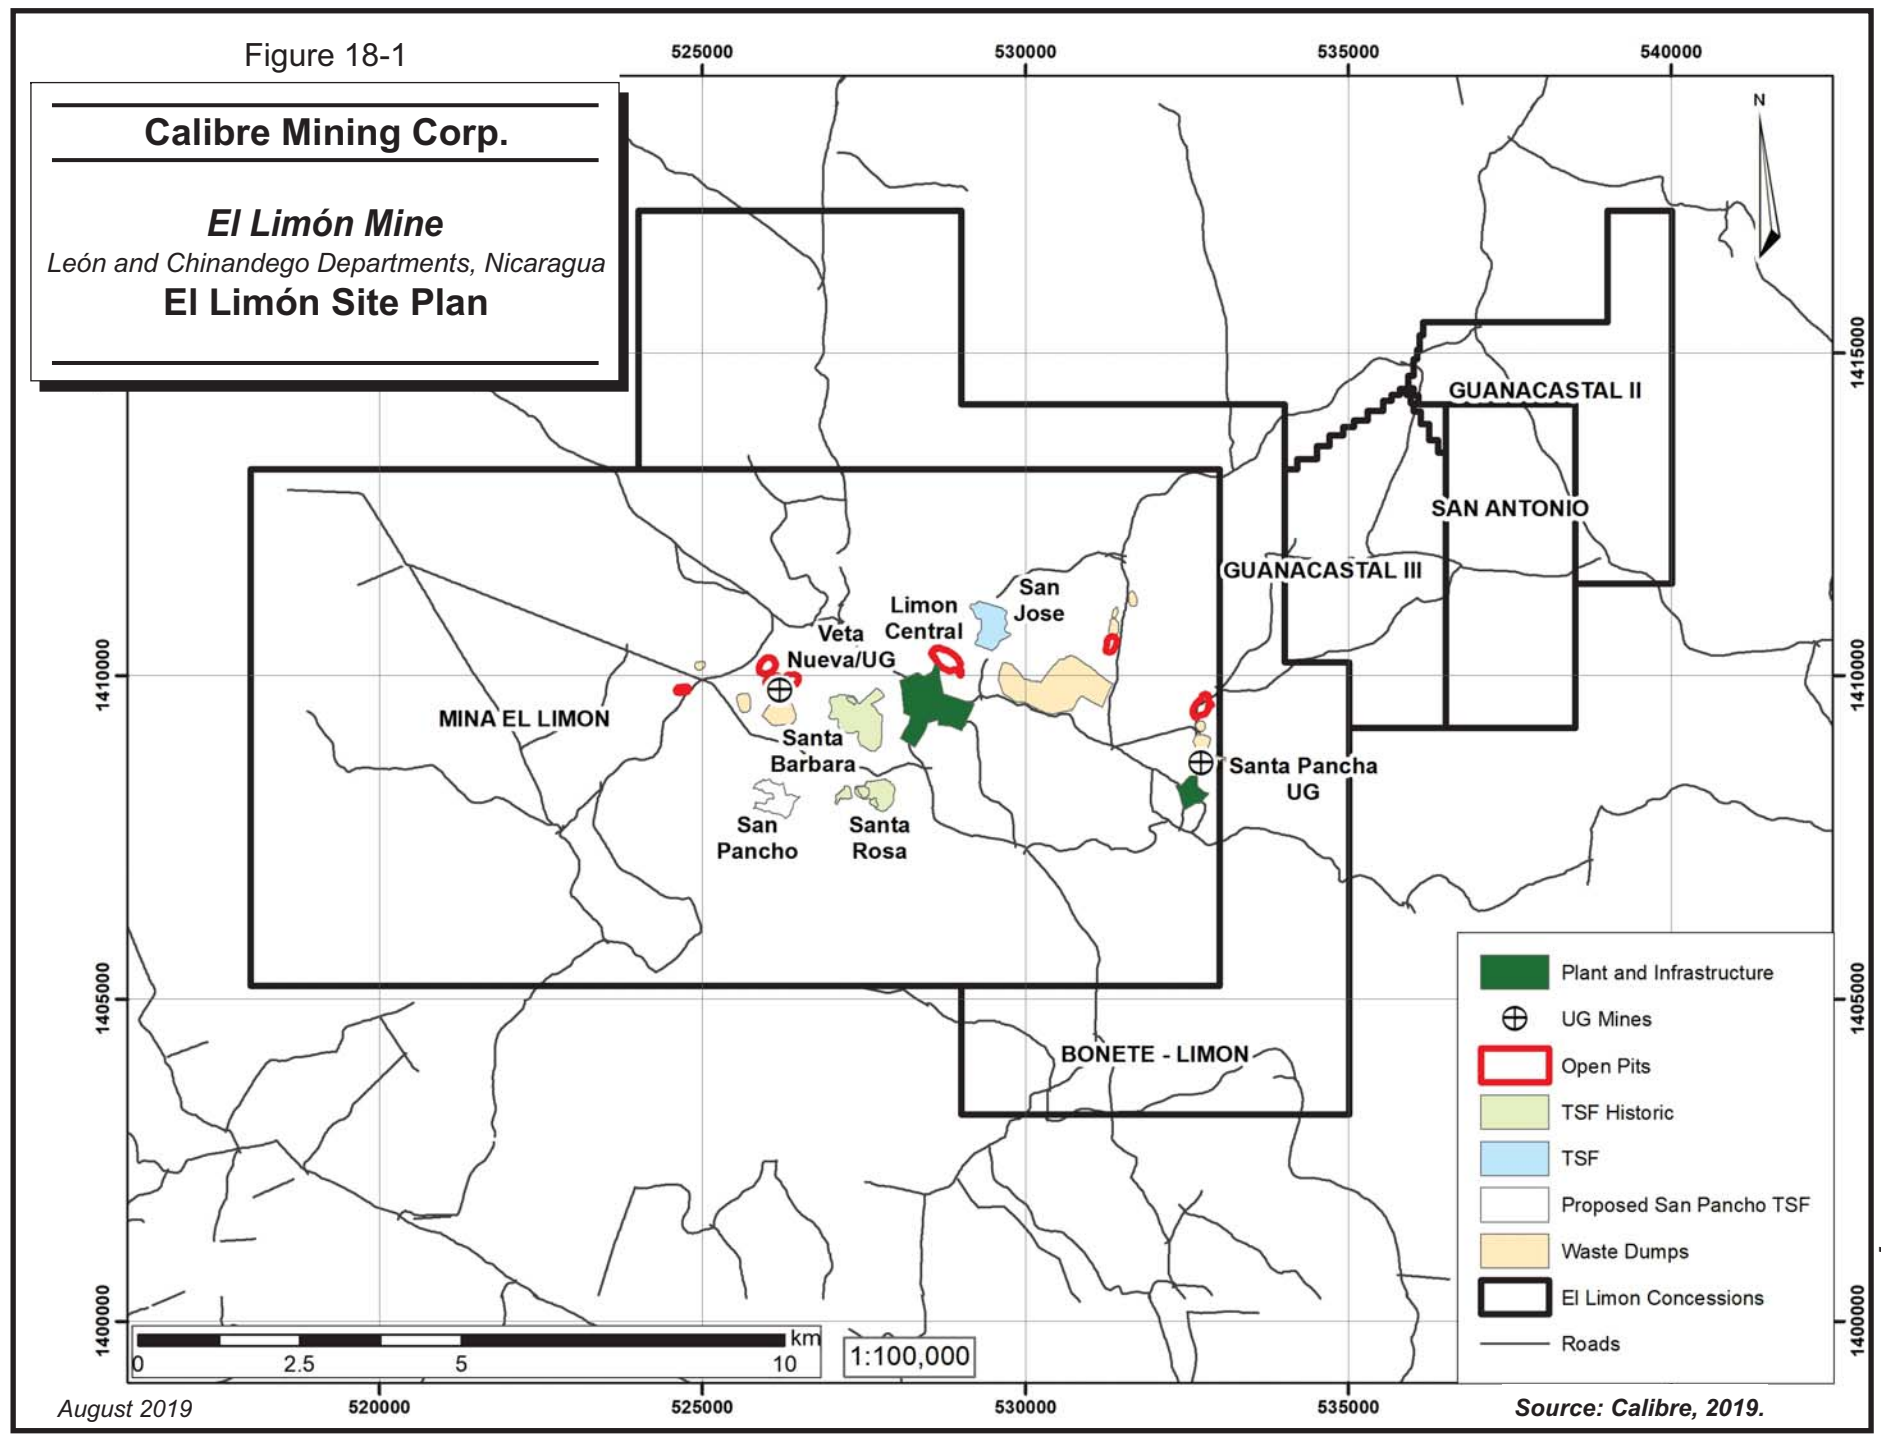 Figure 18-1
Calibre Mining Corp.
El Limón Mine
León and Chinandego Departments, Nicaragua
El Limón Site Plan
525000
530000
535000
540000
N
1415000
GUANACASTAL II
SAN ANTONIO
GUANACASTAL III
San
Jose
Limon
Central
Veta
Nueva/UG
1410000
1410000
MINA EL LIMON
Santa
Barbara
Santa Pancha
UG
San
Pancho
Santa
Rosa
1405000
1405000
BONETE - LIMON
Plant and Infrastructure
UG Mines
Open Pits
TSF Historic
TSF
Proposed San Pancho TSF
Waste Dumps
El Limon Concessions
Roads
1400000
1400000
km
0
2.5
5
10
1:100,000
520000
525000
530000
535000
August 2019
Source: Calibre, 2019.